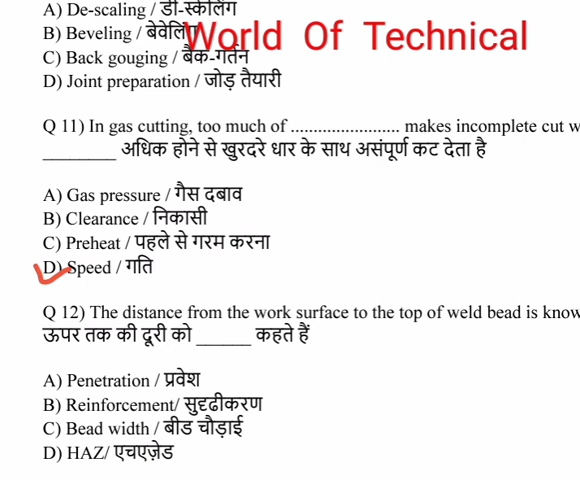 A) De-scaling / डी-स्केलिंग
B) Beveling / बेवेलिंग
World Of Technical
C) Back gouging / बैक-गर्तन
D) Joint preparation / जोड़ तैयारी
Q 11) In gas cutting, too much of ........................ makes incomplete cut w
________ अधिक होने से खुरदरे धार के साथ असंपूर्ण कट देता है
A) Gas pressure / गैस दबाव
B) Clearance / निकासी
C) Preheat / पहले से गरम करना
D) Speed / गति
Q 12) The distance from the work surface to the top of weld bead is know
ऊपर तक की दूरी को ______ कहते हैं
A) Penetration / प्रवेश
B) Reinforcement/ सुदृढीकरण
C) Bead width / बीड चौड़ाई
D) HAZ/ एचएज़ेड